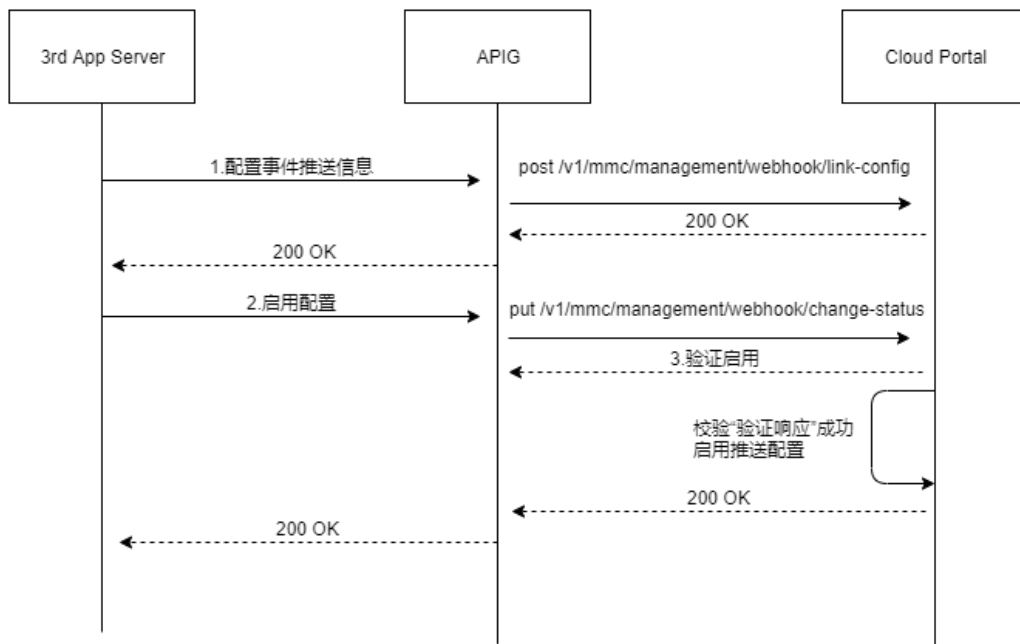 3rd App Server
APIG
Cloud Portal
1.配置事件推送信息
post /v1/mmc/management/webhook/link-config
200 OK
200 OK
2.启用配置
put /v1/mmc/management/webhook/change-status
3.验证启用
校验“验证响应”成功
启用推送配置
200 OK
200 OK